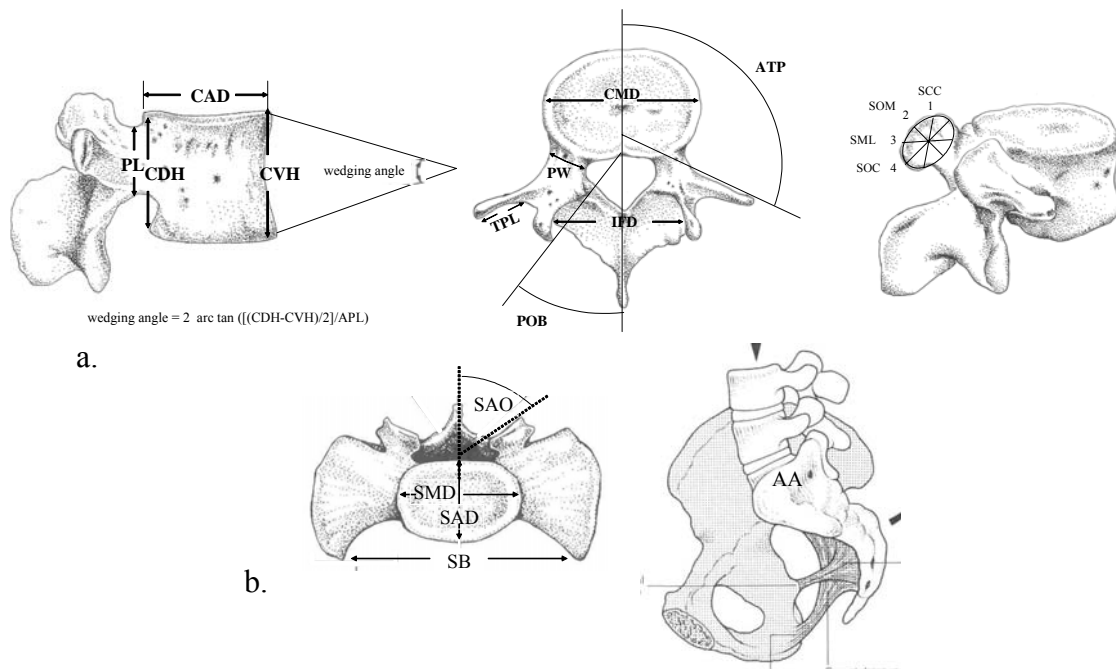 CAD
PL
CDH
CVH
wedging angle
wedging angle = 2 arc tan ([(CDH-CVH)/2]/APL)
a.
ATP
CMD
PW
TPL
IFD
POB
SCC
SOM
1
2
SML 3
SOC 4
SAO
SMD
SAD
SB
b.
AA